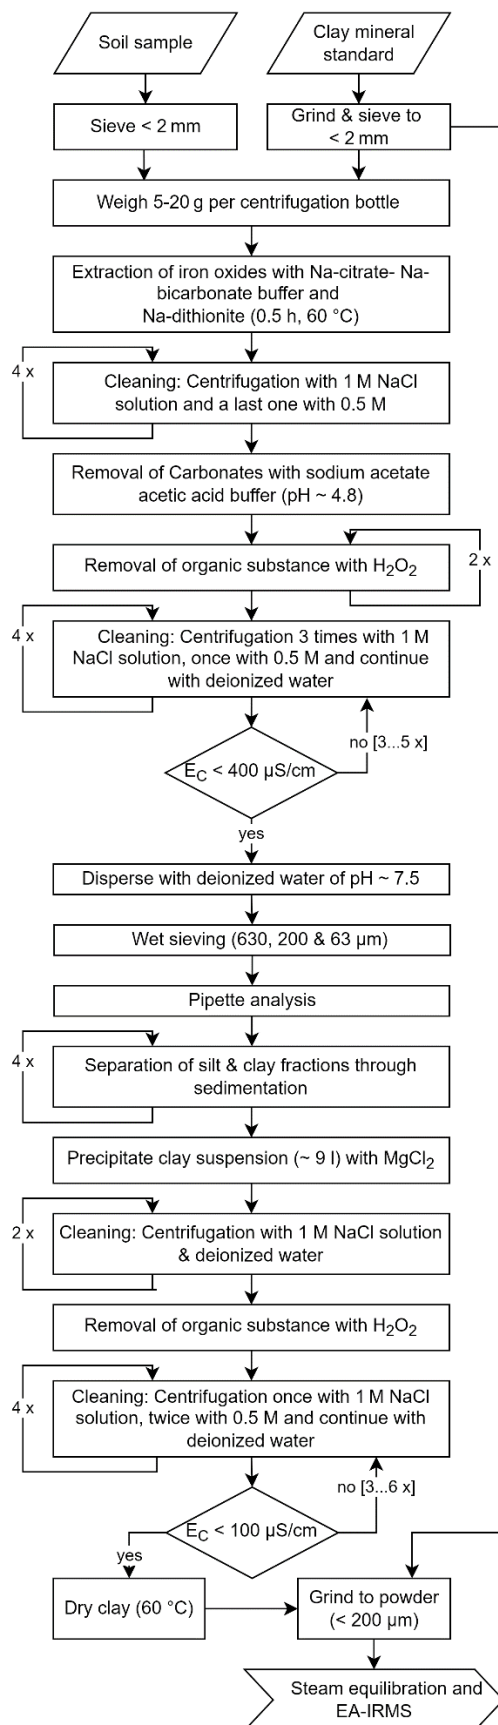 Soil sample
Clay mineral
standard
Sieve < 2 mm
Grind & sieve to
< 2 mm
Weigh 5-20 g per centrifugation bottle
Extraction of iron oxides with Na-citrate- Na-
bicarbonate buffer and
Na-dithionite (0.5 h, 60 °C)
4 x
Cleaning: Centrifugation with 1 M NaCl
solution and a last one with 0.5 M
Removal of Carbonates with sodium acetate
acetic acid buffer (pH ~ 4.8)
Removal of organic substance with H₂O₂
2 x
4 x
Cleaning: Centrifugation 3 times with 1 M
NaCl solution, once with 0.5 M and continue
with deionized water
no [3...5 x]
E_C < 400 µS/cm
yes
Disperse with deionized water of pH ~ 7.5
Wet sieving (630, 200 & 63 µm)
Pipette analysis
4 x
Separation of silt & clay fractions through
sedimentation
Precipitate clay suspension (~ 9 l) with MgCl₂
2 x
Cleaning: Centrifugation with 1 M NaCl solution
& deionized water
Removal of organic substance with H₂O₂
4 x
Cleaning: Centrifugation once with 1 M NaCl
solution, twice with 0.5 M and continue with
deionized water
no [3...6 x]
E_C < 100 µS/cm
yes
Dry clay (60 °C)
Grind to powder
(< 200 µm)
Steam equilibration and
EA-IRMS